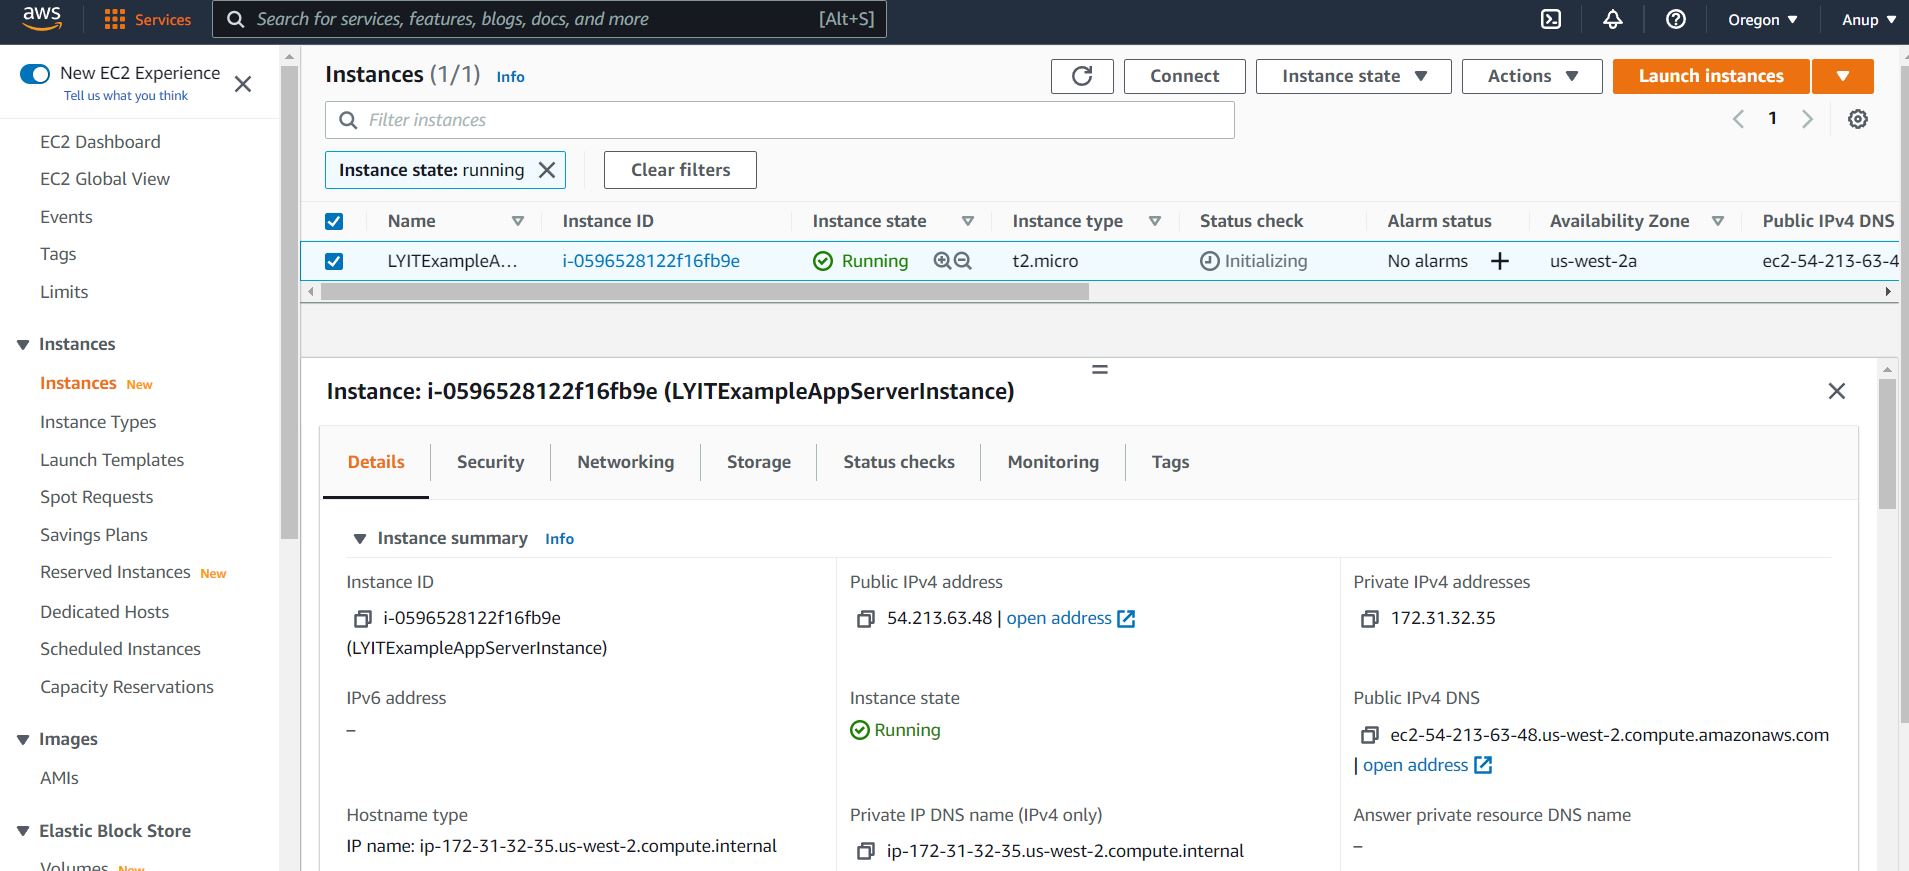 aws
Services
Search for services, features, blogs, docs, and more
[Alt+S]
Oregon
Anup
New EC2 Experience
Tell us what you think
EC2 Dashboard
EC2 Global View
Events
Tags
Limits
Instances
Instances New
Instance Types
Launch Templates
Spot Requests
Savings Plans
Reserved Instances New
Dedicated Hosts
Scheduled Instances
Capacity Reservations
Images
AMIs
Elastic Block Store
Volumes New
Instances (1/1) Info
Connect
Instance state
Actions
Launch instances
Filter instances
1
Instance state: running
Clear filters
Name Instance ID Instance state Instance type Status check Alarm status Availability Zone Public IPv4 DNS
LYITExampleA... i-0596528122f16fb9e Running t2.micro Initializing No alarms us-west-2a ec2-54-213-63-4
Instance: i-0596528122f16fb9e (LYITExampleAppServerInstance)
Details Security Networking Storage Status checks Monitoring Tags
Instance summary Info
Instance ID
i-0596528122f16fb9e
(LYITExampleAppServerInstance)
Public IPv4 address
54.213.63.48 | open address
Private IPv4 addresses
172.31.32.35
IPv6 address
–
Instance state
Running
Public IPv4 DNS
ec2-54-213-63-48.us-west-2.compute.amazonaws.com
| open address
Hostname type
IP name: ip-172-31-32-35.us-west-2.compute.internal
Private IP DNS name (IPv4 only)
ip-172-31-32-35.us-west-2.compute.internal
Answer private resource DNS name
–